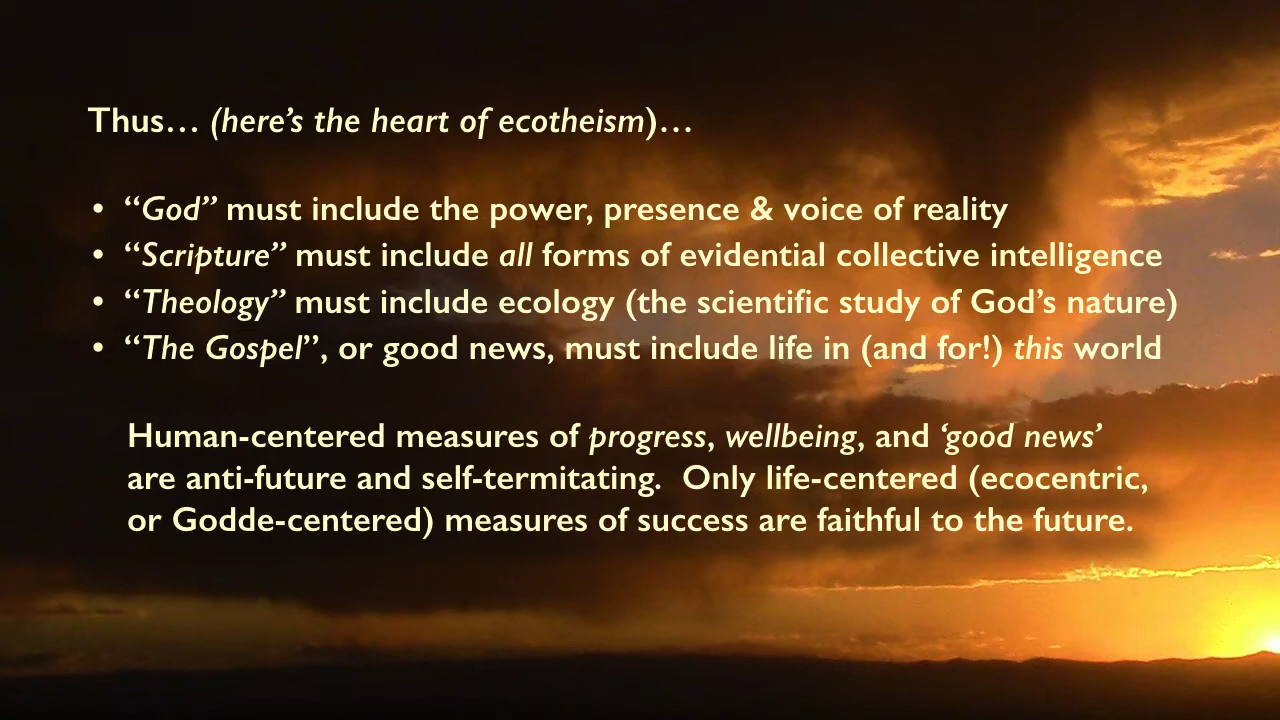 Thus… (here’s the heart of ecotheism)…
• “God” must include the power, presence & voice of reality
• “Scripture” must include all forms of evidential collective intelligence
• “Theology” must include ecology (the scientific study of God’s nature)
• “The Gospel”, or good news, must include life in (and for!) this world
Human-centered measures of progress, wellbeing, and ‘good news’
are anti-future and self-termitating.  Only life-centered (ecocentric,
or Godde-centered) measures of success are faithful to the future.